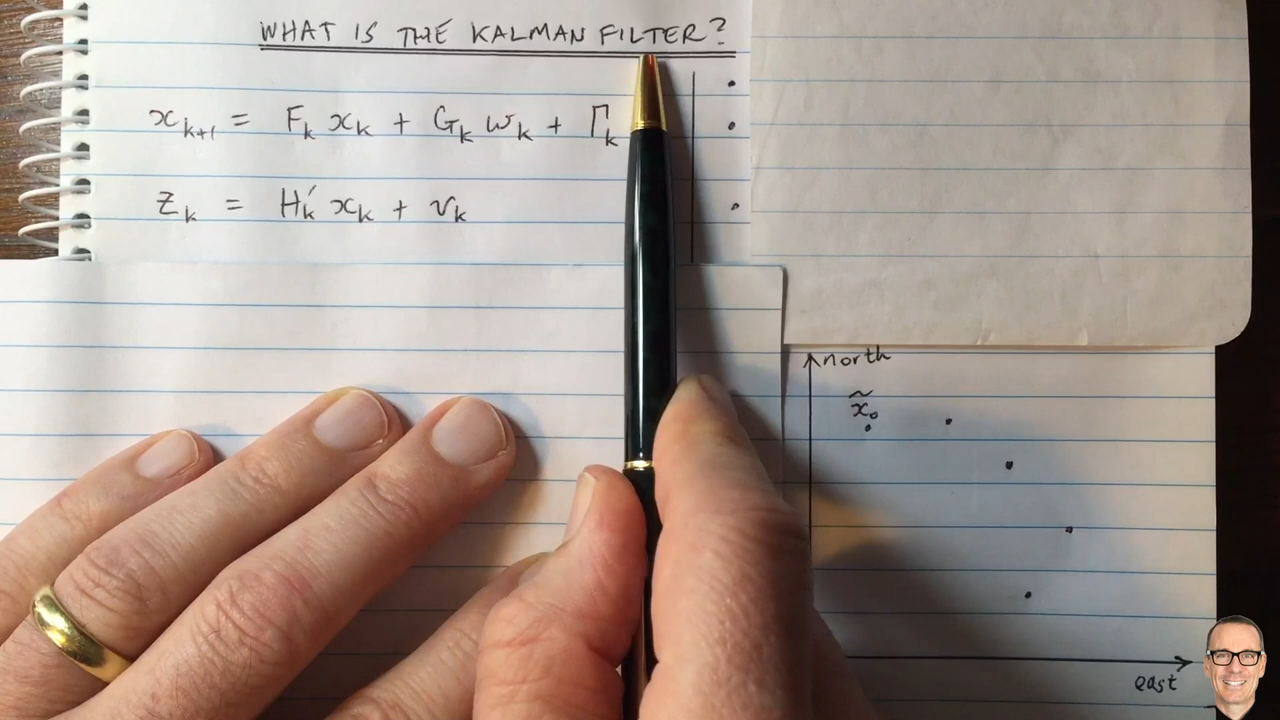 WHAT IS THE KALMAN FILTER?
x_{k+1} = F_k x_k + G_k w_k + Γ_k
z_k = H'_k x_k + v_k
north
x̃_0
east